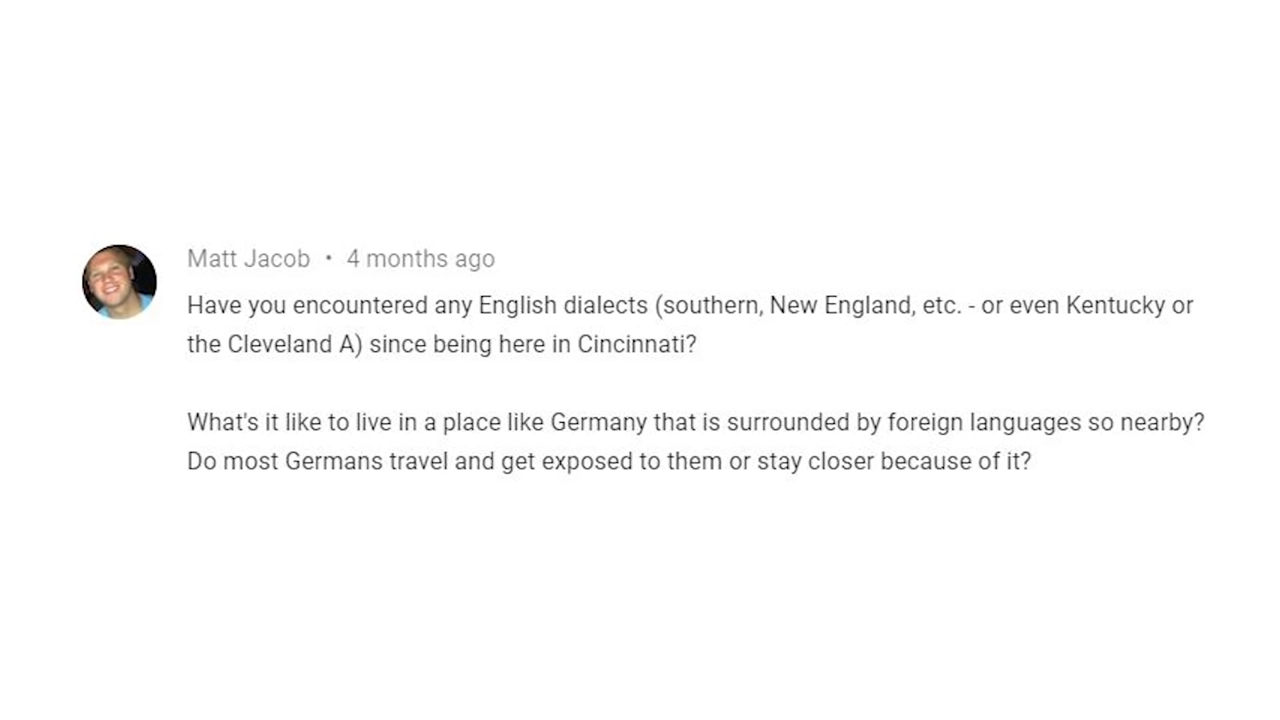 Matt Jacob • 4 months ago
Have you encountered any English dialects (southern, New England, etc. - or even Kentucky or
the Cleveland A) since being here in Cincinnati?
What's it like to live in a place like Germany that is surrounded by foreign languages so nearby?
Do most Germans travel and get exposed to them or stay closer because of it?